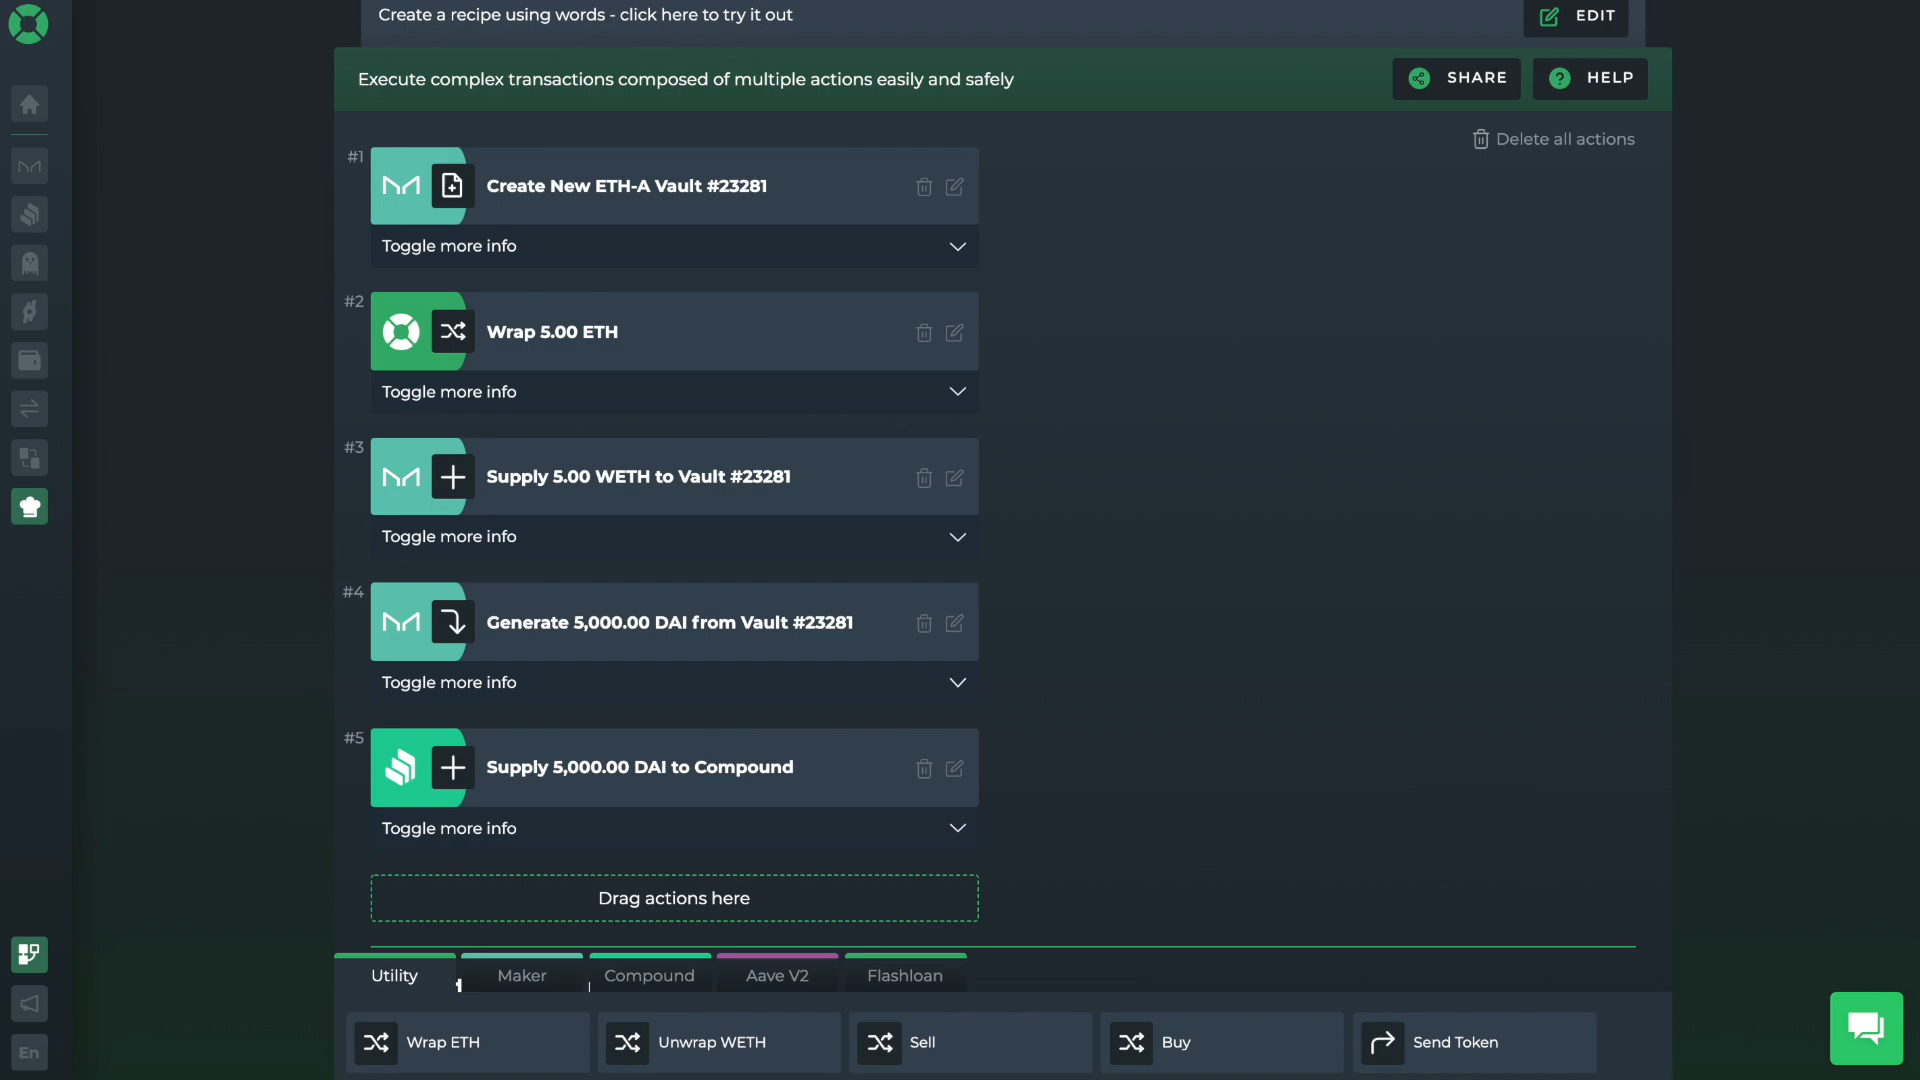 Create a recipe using words - click here to try it out
EDIT
Execute complex transactions composed of multiple actions easily and safely
SHARE
HELP
Delete all actions
#1
Create New ETH-A Vault #23281
Toggle more info
#2
Wrap 5.00 ETH
Toggle more info
#3
Supply 5.00 WETH to Vault #23281
Toggle more info
#4
Generate 5,000.00 DAI from Vault #23281
Toggle more info
#5
Supply 5,000.00 DAI to Compound
Toggle more info
Drag actions here
Utility
Maker
Compound
Aave V2
Flashloan
Wrap ETH
Unwrap WETH
Sell
Buy
Send Token
En